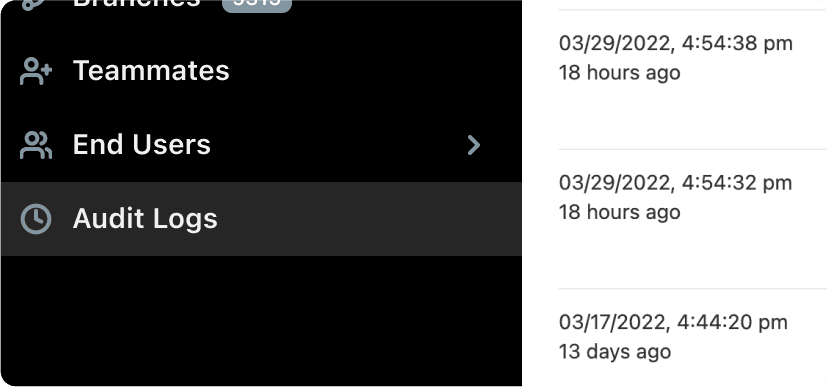 Branches
Teammates
End Users
Audit Logs
03/29/2022, 4:54:38 pm
18 hours ago
03/29/2022, 4:54:32 pm
18 hours ago
03/17/2022, 4:44:20 pm
13 days ago